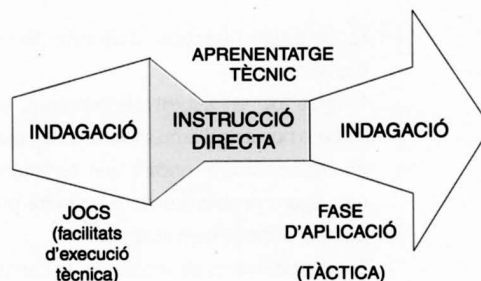 APRENENTATGE
TÈCNIC
INDAGACIÓ
INSTRUCCIÓ
DIRECTA
INDAGACIÓ
JOCS
(facilitats
d'execució
tècnica)
FASE
D'APLICACIÓ
(TÀCTICA)